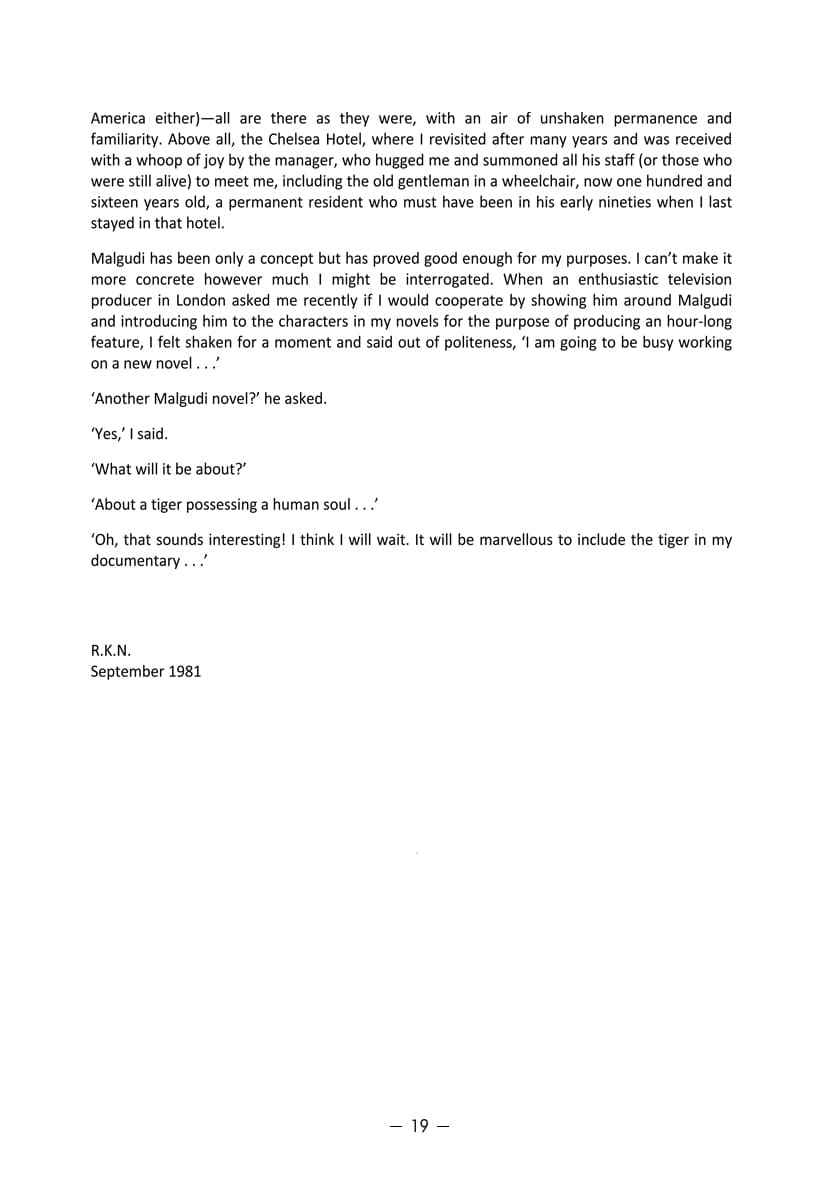 America either)—all are there as they were, with an air of unshaken permanence and
familiarity. Above all, the Chelsea Hotel, where I revisited after many years and was received
with a whoop of joy by the manager, who hugged me and summoned all his staff (or those who
were still alive) to meet me, including the old gentleman in a wheelchair, now one hundred and
sixteen years old, a permanent resident who must have been in his early nineties when I last
stayed in that hotel.
Malgudi has been only a concept but has proved good enough for my purposes. I can’t make it
more concrete however much I might be interrogated. When an enthusiastic television
producer in London asked me recently if I would cooperate by showing him around Malgudi
and introducing him to the characters in my novels for the purpose of producing an hour-long
feature, I felt shaken for a moment and said out of politeness, ‘I am going to be busy working
on a new novel . . .’
‘Another Malgudi novel?’ he asked.
‘Yes,’ I said.
‘What will it be about?’
‘About a tiger possessing a human soul . . .’
‘Oh, that sounds interesting! I think I will wait. It will be marvellous to include the tiger in my
documentary . . .’
R.K.N.
September 1981
— 19 —